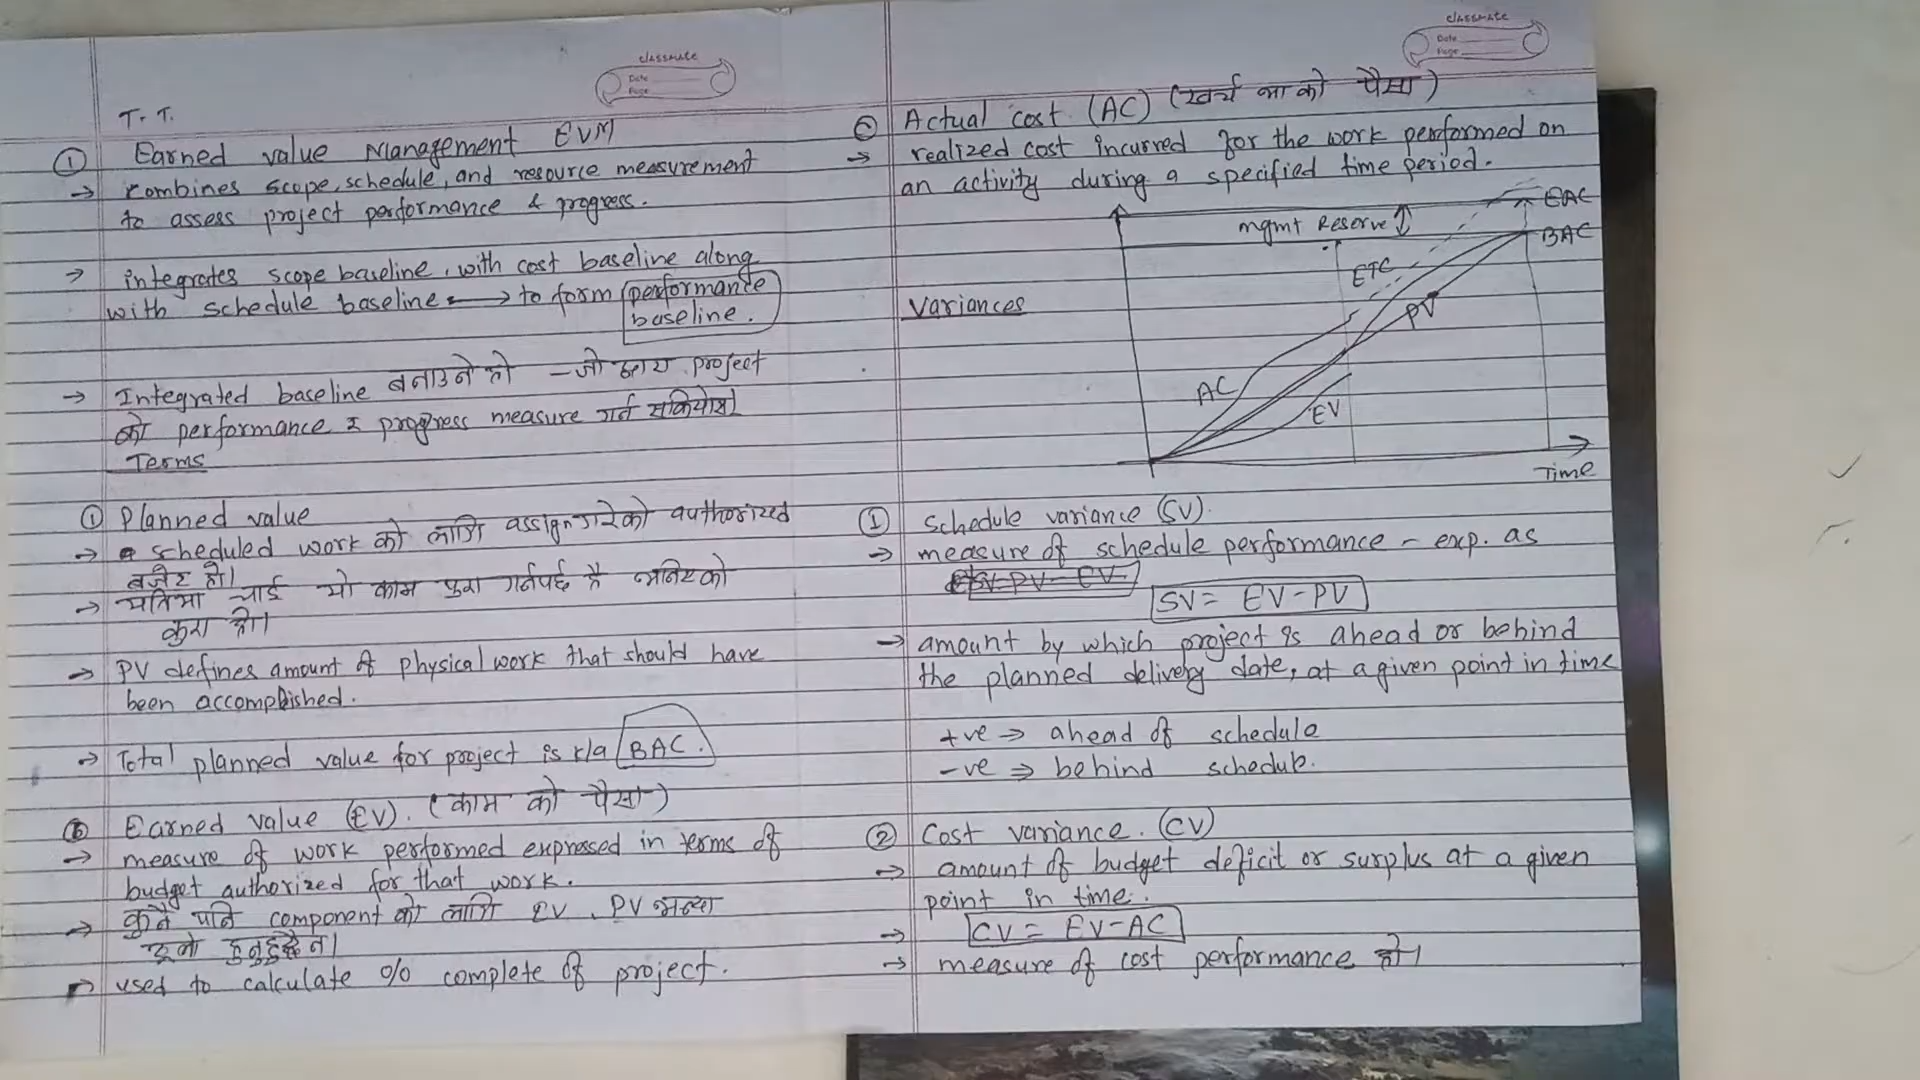 classmate
Date
Page
T.T.
① Earned value Management EVM
→ combines scope, schedule, and resource measurement
to assess project performance & progress.
→ integrates scope baseline, with cost baseline along
with schedule baseline → to form performance
baseline.
→ Integrated baseline बनाउने हो - जो द्वारा project
को performance र progress measure गर्न सकियोस।
Terms
① Planned value
→ scheduled work को लागि assign गरेको authorized
बजेट हो।
→ यतिमा चाई यो काम पुरा गर्नपर्छ है भनिएको
कुरा हो।
→ PV defines amount of physical work that should have
been accomplished.
→ Total planned value for project is k/a BAC.
ⓑ Earned value (EV). (काम को पैसा)
→ measure of work performed expressed in terms of
budget authorized for that work.
→ कुनै पनि component को लागि EV, PV भन्दा
हुनुहुदैन।
→ used to calculate % complete of project.
classmate
Date
Page
ⓒ Actual cost (AC) (खर्च भाको पैसा)
→ realized cost incurred for the work performed on
an activity during a specified time period.
EAC
mgmt Reserve
BAC
ETC
Variances
PV
AC
EV
Time
① Schedule variance (SV).
→ measure of schedule performance - exp. as
SV = PV - EV
SV = EV - PV
→ amount by which project is ahead or behind
the planned delivery date, at a given point in time
+ve ⇒ ahead of schedule
-ve ⇒ behind schedule.
② Cost variance. (CV)
→ amount of budget deficit or surplus at a given
point in time.
→ CV = EV - AC
→ measure of cost performance हो।